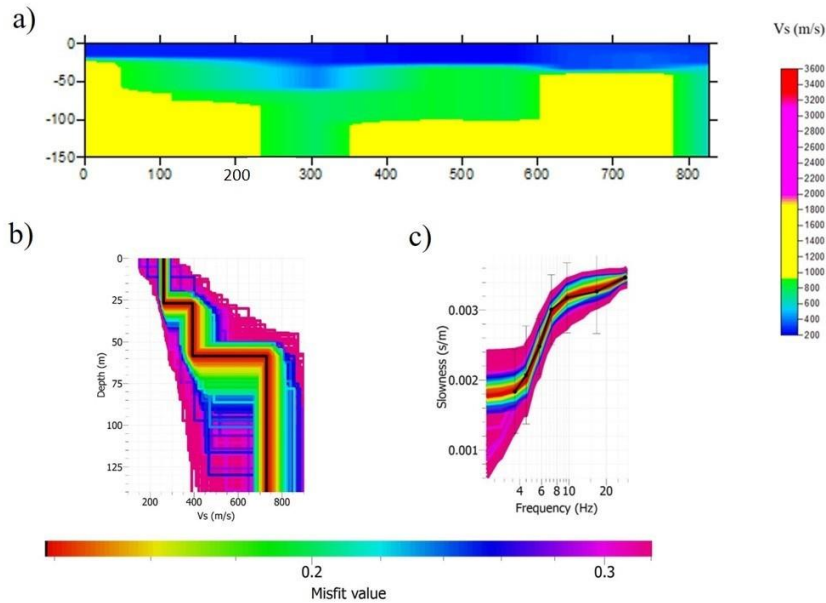 a)
Vs (m/s)
0
-50
-100
-150
0 100 200 300 400 500 600 700 800
3600
3400
3200
3000
2800
2600
2400
2200
2000
1800
1600
1400
1200
1000
800
600
400
200
b)
0
25
50
75
100
125
Depth (m)
200 400 600 800
Vs (m/s)
c)
0.003
0.002
0.001
Slowness (s/m)
4 6 8 10 20
Frequency (Hz)
0.2 0.3
Misfit value